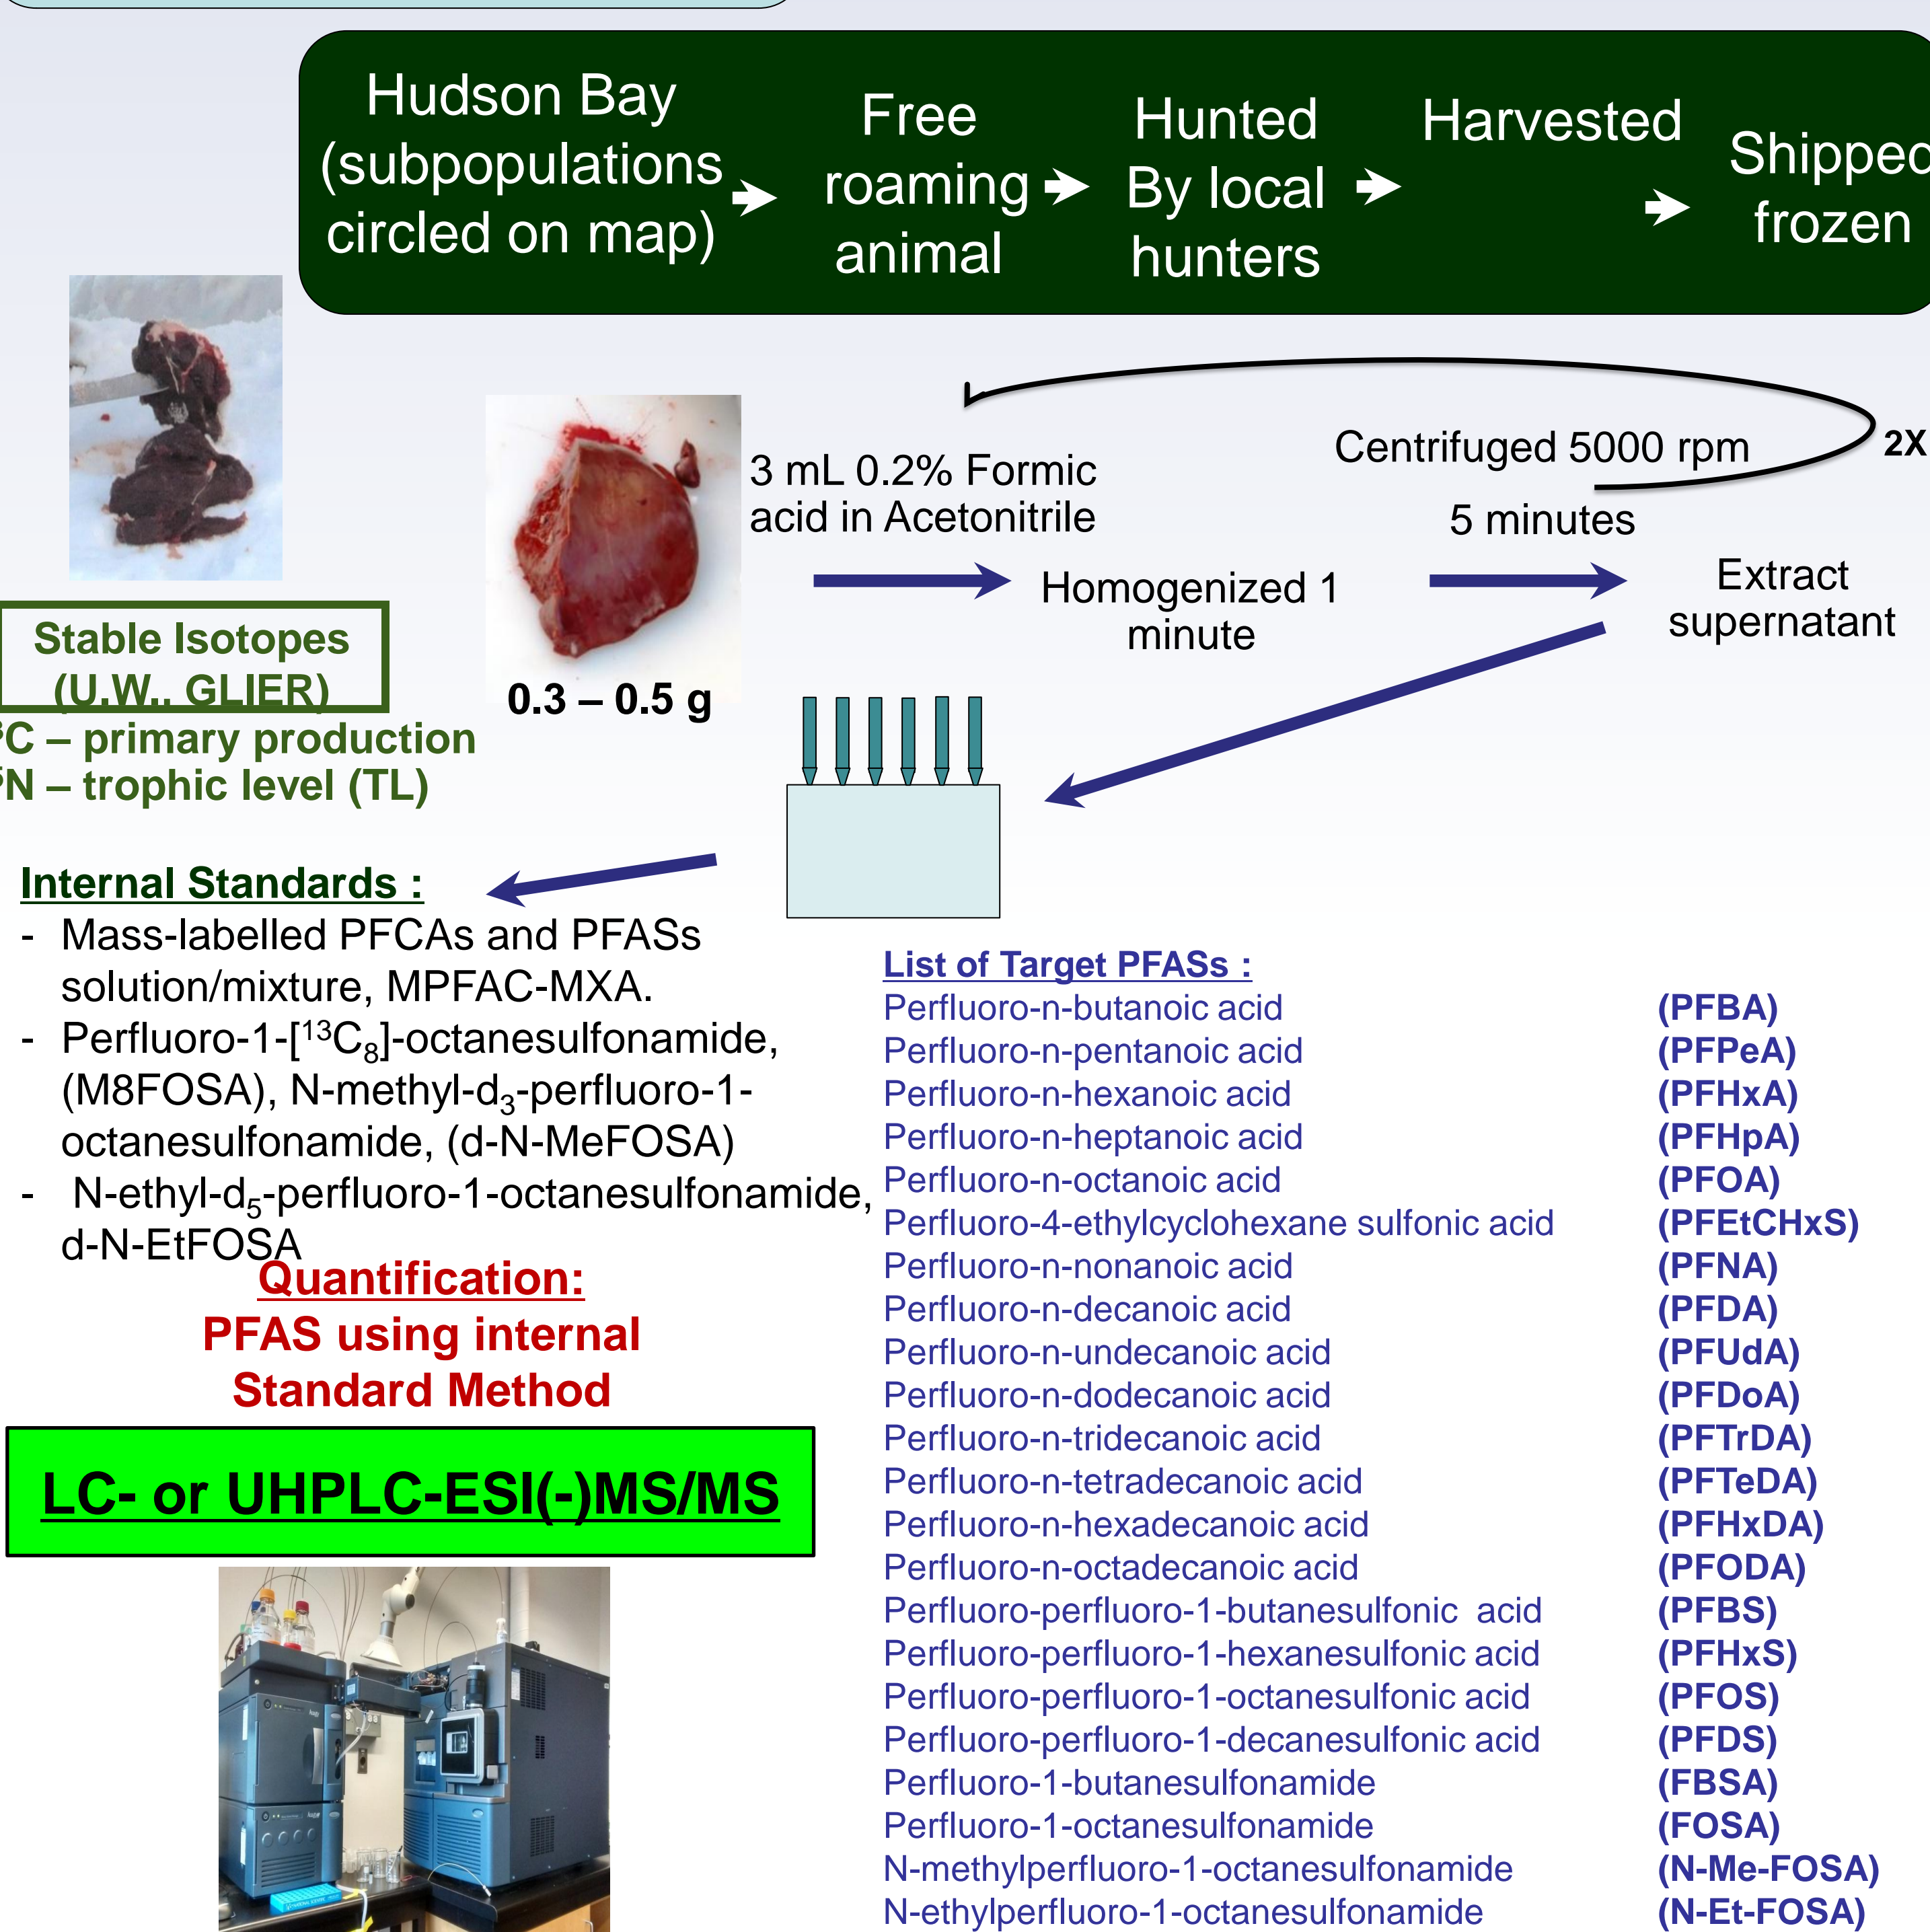 Hudson Bay
(subpopulations
circled on map)
Free
roaming
animal
Hunted
By local
hunters
Harvested
Shipped
frozen
3 mL 0.2% Formic
acid in Acetonitrile
Homogenized 1
minute
Centrifuged 5000 rpm
5 minutes
2X
Extract
supernatant
0.3 – 0.5 g
Stable Isotopes
(U.W.. GLIER)
C – primary production
N – trophic level (TL)
Internal Standards :
- Mass-labelled PFCAs and PFASs
solution/mixture, MPFAC-MXA.
- Perfluoro-1-[¹³C₈]-octanesulfonamide,
(M8FOSA), N-methyl-d₃-perfluoro-1-
octanesulfonamide, (d-N-MeFOSA)
- N-ethyl-d₅-perfluoro-1-octanesulfonamide,
d-N-EtFOSA
Quantification:
PFAS using internal
Standard Method
LC- or UHPLC-ESI(-)MS/MS
List of Target PFASs :
Perfluoro-n-butanoic acid (PFBA)
Perfluoro-n-pentanoic acid (PFPeA)
Perfluoro-n-hexanoic acid (PFHxA)
Perfluoro-n-heptanoic acid (PFHpA)
Perfluoro-n-octanoic acid (PFOA)
Perfluoro-4-ethylcyclohexane sulfonic acid (PFEtCHxS)
Perfluoro-n-nonanoic acid (PFNA)
Perfluoro-n-decanoic acid (PFDA)
Perfluoro-n-undecanoic acid (PFUdA)
Perfluoro-n-dodecanoic acid (PFDoA)
Perfluoro-n-tridecanoic acid (PFTrDA)
Perfluoro-n-tetradecanoic acid (PFTeDA)
Perfluoro-n-hexadecanoic acid (PFHxDA)
Perfluoro-n-octadecanoic acid (PFODA)
Perfluoro-perfluoro-1-butanesulfonic acid (PFBS)
Perfluoro-perfluoro-1-hexanesulfonic acid (PFHxS)
Perfluoro-perfluoro-1-octanesulfonic acid (PFOS)
Perfluoro-perfluoro-1-decanesulfonic acid (PFDS)
Perfluoro-1-butanesulfonamide (FBSA)
Perfluoro-1-octanesulfonamide (FOSA)
N-methylperfluoro-1-octanesulfonamide (N-Me-FOSA)
N-ethylperfluoro-1-octanesulfonamide (N-Et-FOSA)